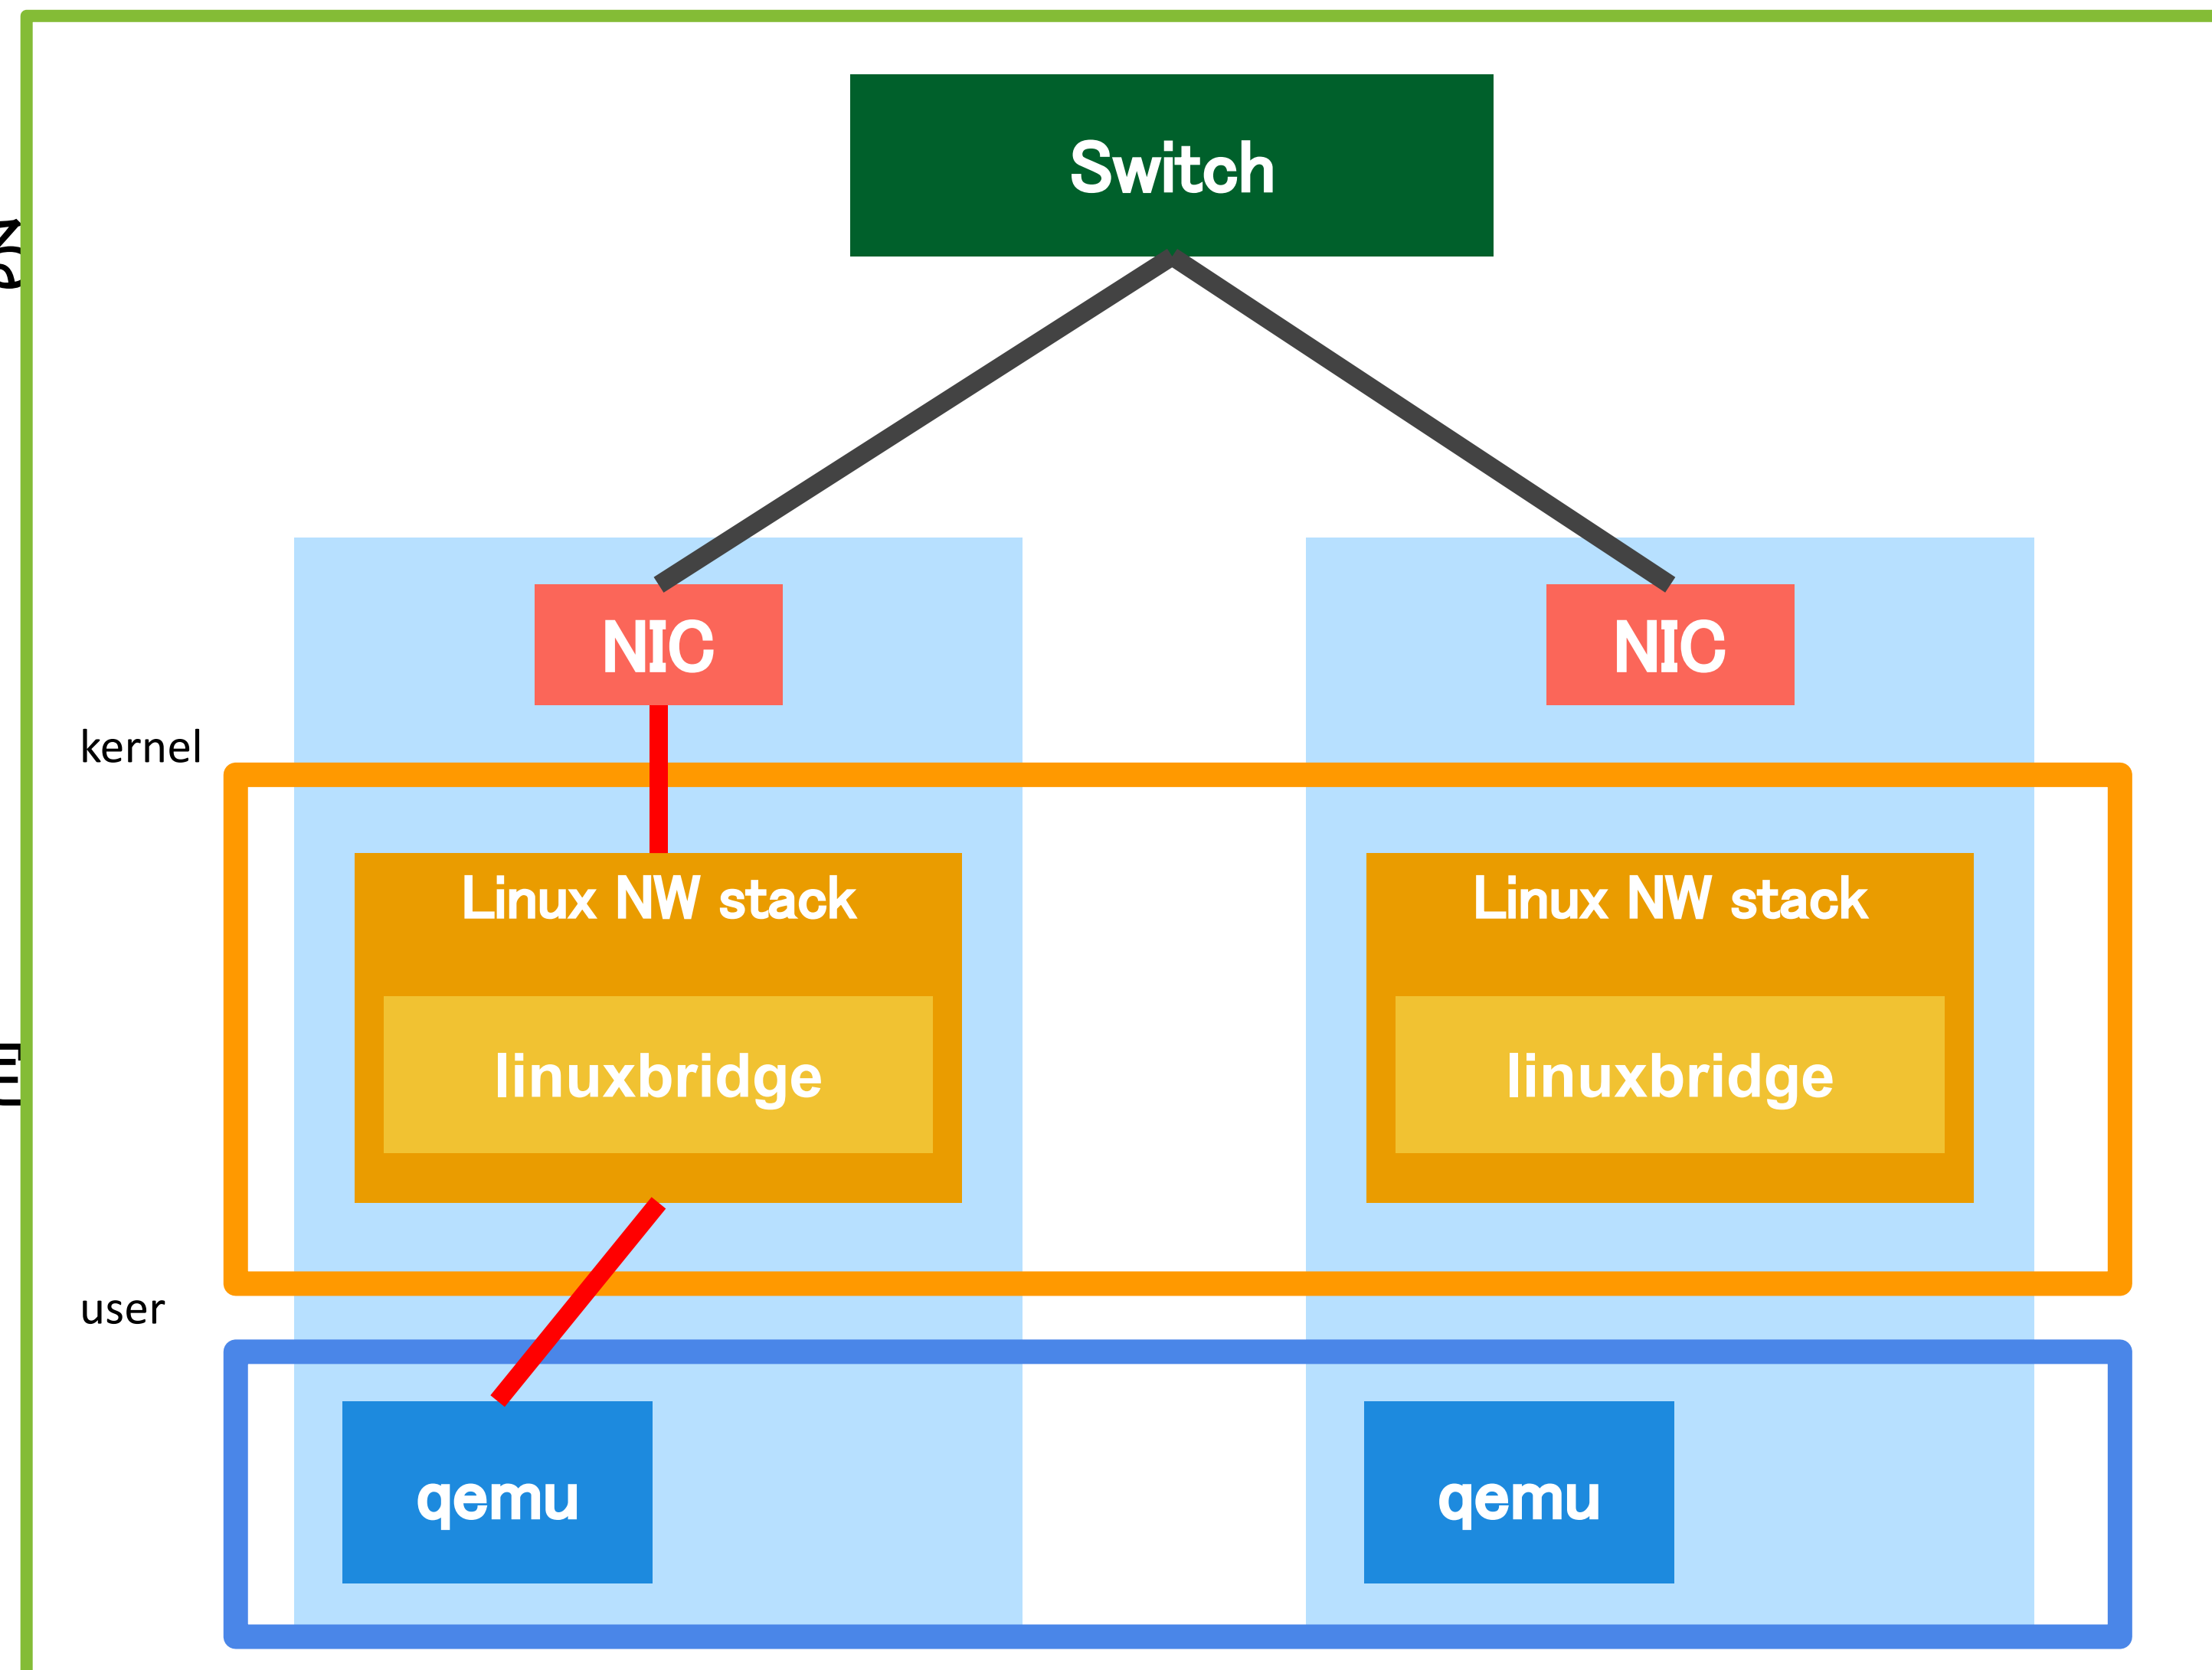 Switch
NIC
NIC
kernel
Linux NW stack
Linux NW stack
linuxbridge
linuxbridge
user
qemu
qemu